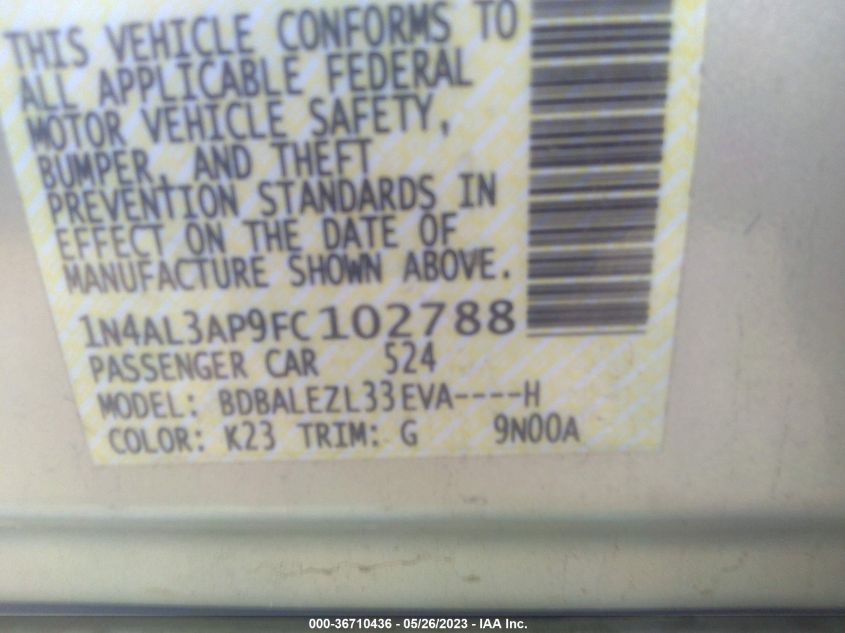 THIS VEHICLE CONFORMS TO
ALL APPLICABLE FEDERAL
MOTOR VEHICLE SAFETY,
BUMPER, AND THEFT
PREVENTION STANDARDS IN
EFFECT ON THE DATE OF
MANUFACTURE SHOWN ABOVE.
1N4AL3AP9FC102788
PASSENGER CAR 524
MODEL: BDBALEZL33EVA----H
COLOR: K23 TRIM: G 9N00A
000-36710436 - 05/26/2023 - IAA Inc.